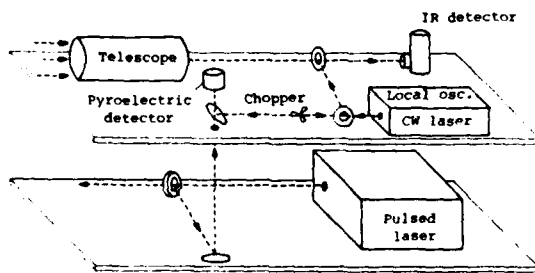 IR detector
Telescope
Pyroelectric
detector
Chopper
Local osc.
CW laser
Pulsed
laser